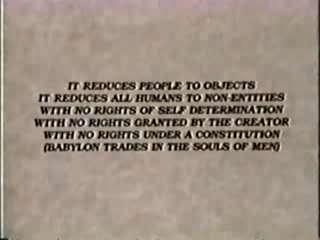 IT REDUCES PEOPLE TO OBJECTS
IT REDUCES ALL HUMANS TO NON-ENTITIES
WITH NO RIGHTS OF SELF DETERMINATION
WITH NO RIGHTS GRANTED BY THE CREATOR
WITH NO RIGHTS UNDER A CONSTITUTION
(BABYLON TRADES IN THE SOULS OF MEN)